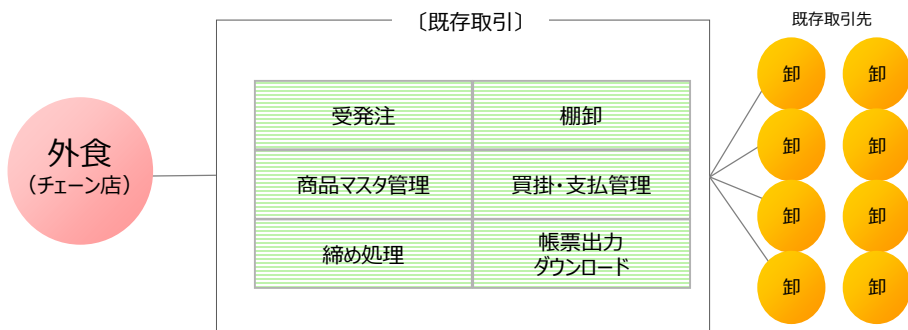 〔既存取引〕
既存取引先
外食
（チェーン店）
受発注
棚卸
商品マスタ管理
買掛・支払管理
締め処理
帳票出力
ダウンロード
卸
卸
卸
卸
卸
卸
卸
卸